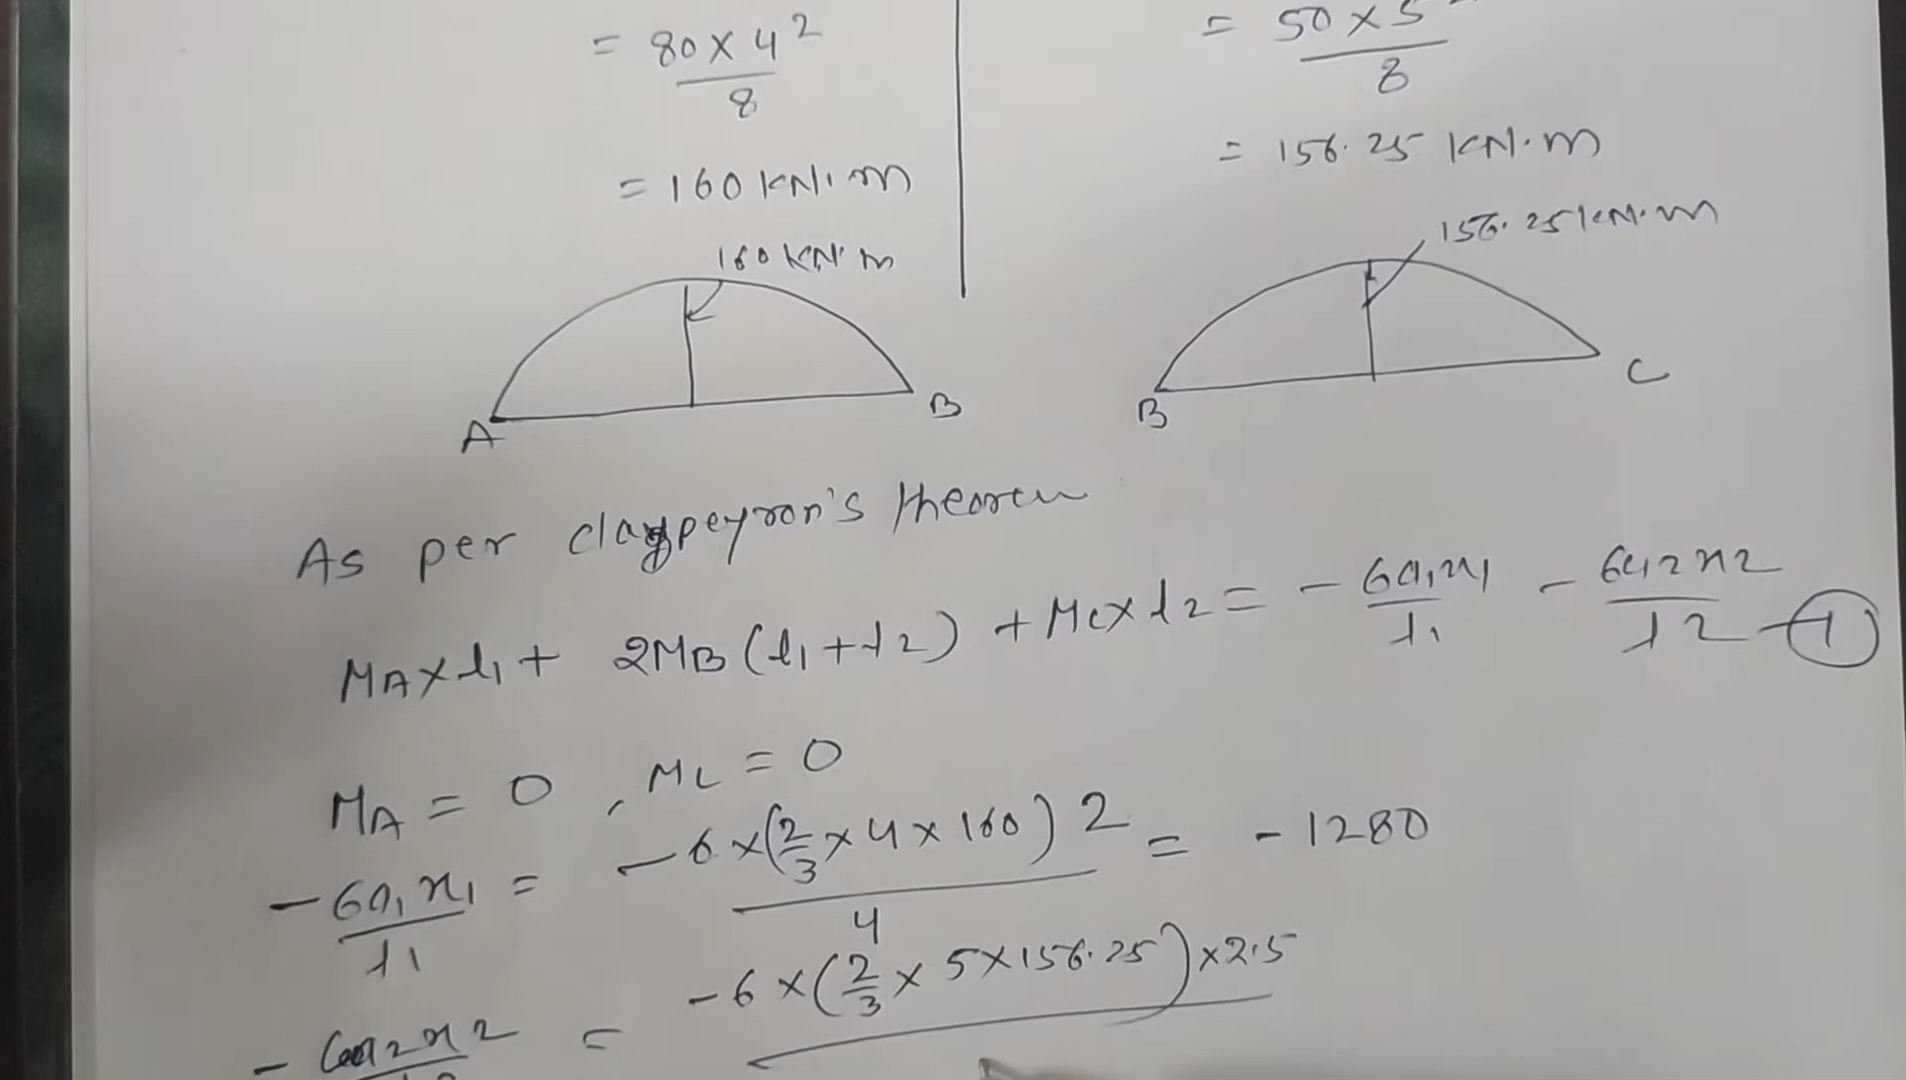 = 80 × 4²
8
= 160 KN.m
160 KN.m
A
B
= 50 × 5
8
= 156.25 KN.m
156.25 KN.m
B
C
As per claypeyron's theorem
MA×l1 + 2MB(l1+l2) + Mc×l2 = - 6a1x1/l1 - 6a2x2/l2 - 1
MA = 0, Mc = 0
- 6a1x1/l1 = -6×(2/3×4×160)2/4 = -1280
- 6a2x2 = -6×(2/3×5×156.25)×2.5